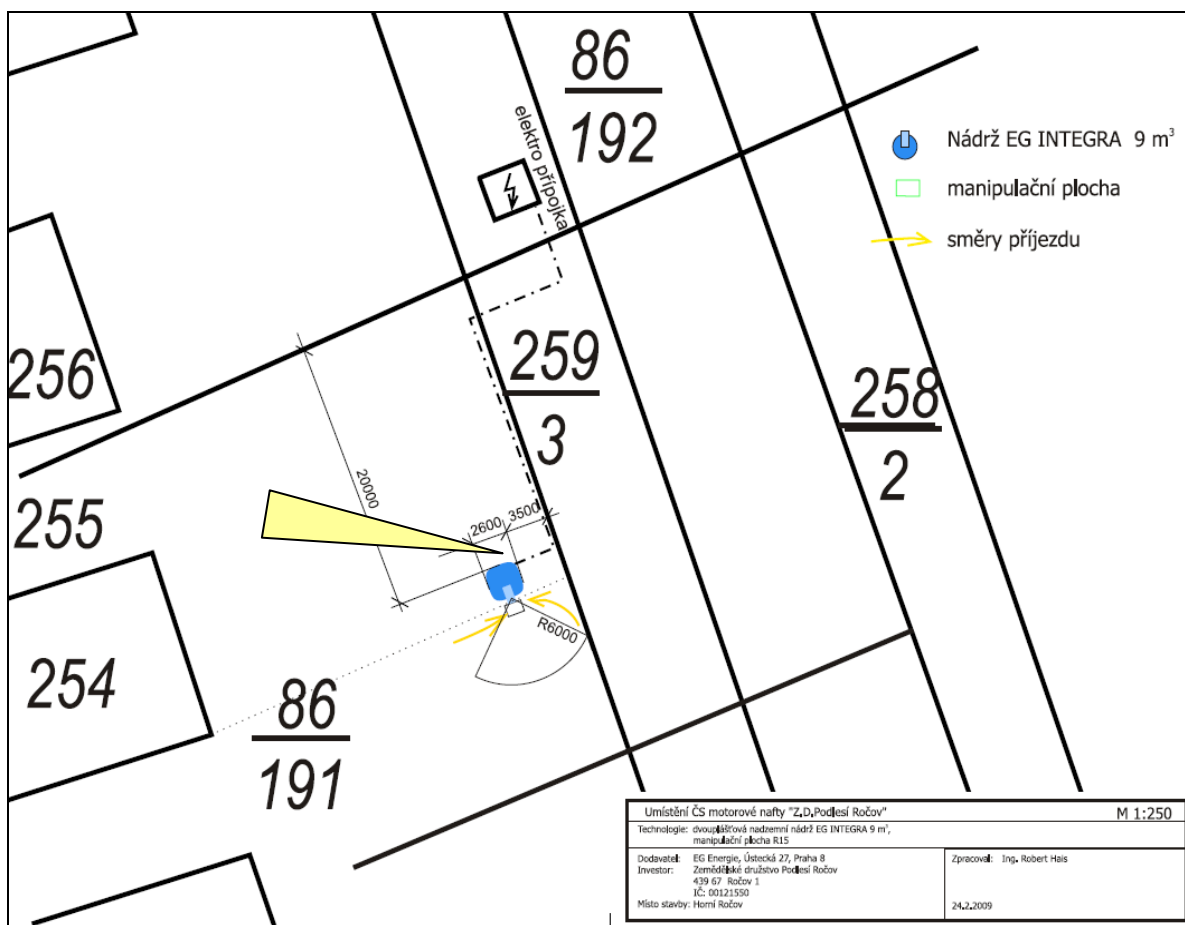 86
192
elektro přípojka
Nádrž EG INTEGRA 9 m³
manipulační plocha
směry příjezdu
256
259
3
258
2
20000
255
2600
3500
R6000
254
86
191
Umístění ČS motorové nafty "Z.D.Podlesí Ročov"
M 1:250
Technologie: dvouplášťová nadzemní nádrž EG INTEGRA 9 m³,
manipulační plocha R15
Dodavatel: EG Energie, Ústecká 27, Praha 8
Investor: Zemědělské družstvo Podlesí Ročov
439 67 Ročov 1
IČ: 00121550
Místo stavby: Horní Ročov
Zpracoval: Ing. Robert Hais
24.2.2009